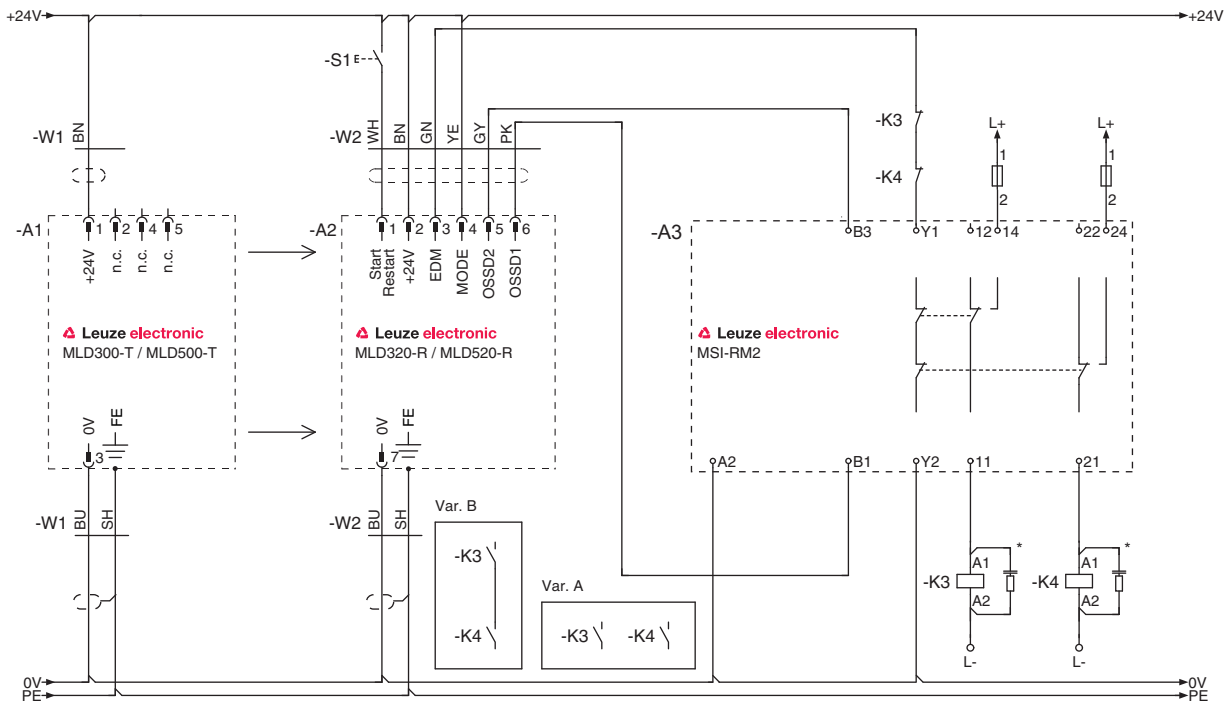 +24V
+24V
-S1
-W1
BN
-W2
WH
BN
GN
YE
GY
PK
-K3
-K4
L+
1
2
L+
1
2
-A1
1
2
4
5
+24V
n.c.
n.c.
n.c.
Leuze electronic
MLD300-T / MLD500-T
0V
FE
3
-A2
1
2
3
4
5
6
Start
Restart
+24V
EDM
MODE
OSSD2
OSSD1
Leuze electronic
MLD320-R / MLD520-R
0V
FE
7
-A3
B3
Y1
12
14
22
24
Leuze electronic
MSI-RM2
A2
B1
Y2
11
21
-W1
BU
SH
-W2
BU
SH
Var. B
-K3
-K4
Var. A
-K3
-K4
-K3
A1
A2
*
L-
-K4
A1
A2
*
L-
0V
PE
0V
PE